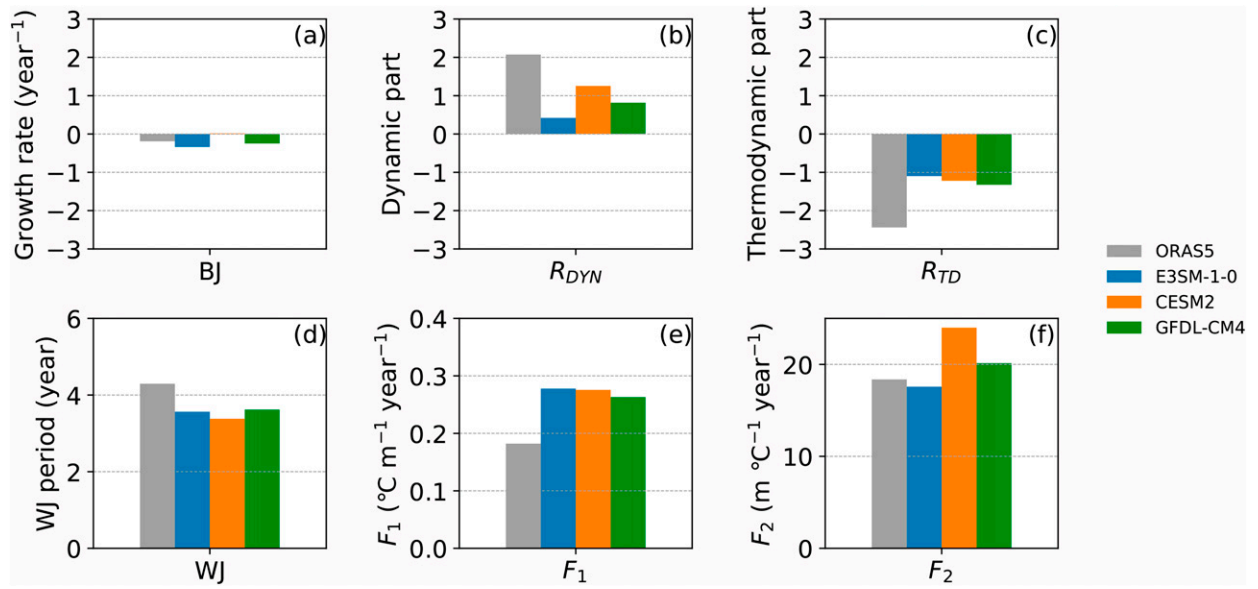 (a)
Growth rate (year⁻¹)
3
2
1
0
−1
−2
−3
BJ
(b)
Dynamic part
3
2
1
0
−1
−2
−3
R_DYN
(c)
Thermodynamic part
3
2
1
0
−1
−2
−3
R_TD
ORAS5
E3SM-1-0
CESM2
GFDL-CM4
(d)
WJ period (year)
6
4
2
0
WJ
(e)
F₁ (°C m⁻¹ year⁻¹)
0.4
0.3
0.2
0.1
0.0
F₁
(f)
F₂ (m °C⁻¹ year⁻¹)
20
10
0
F₂